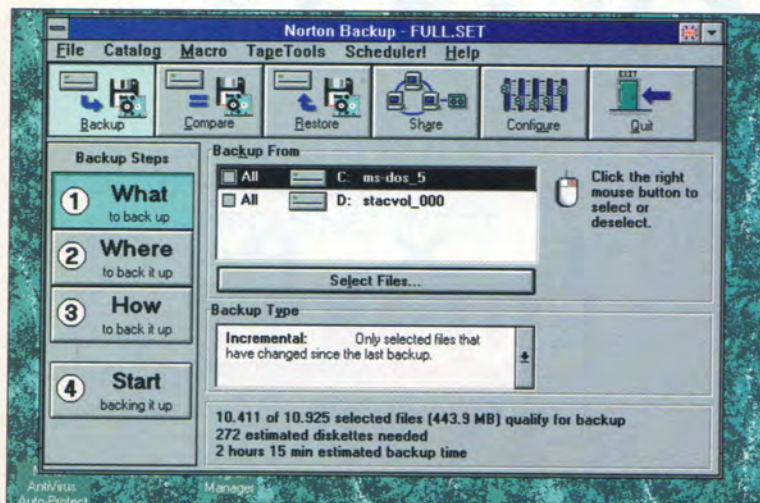 Norton Backup - FULL.SET
File Catalog Macro TapeTools Scheduler! Help
Backup
Compare
Restore
Share
Configure
EXIT
Quit
Backup Steps
1 What
to back up
2 Where
to back it up
3 How
to back it up
4 Start
backing it up
Backup From
All C: ms-dos_5
All D: stacvol_000
Click the right
mouse button to
select or
deselect.
Select Files...
Backup Type
Incremental: Only selected files that
have changed since the last backup.
10.411 of 10.925 selected files (443.9 MB) qualify for backup
272 estimated diskettes needed
2 hours 15 min estimated backup time
AntiVirus
Auto-Protect
Manager